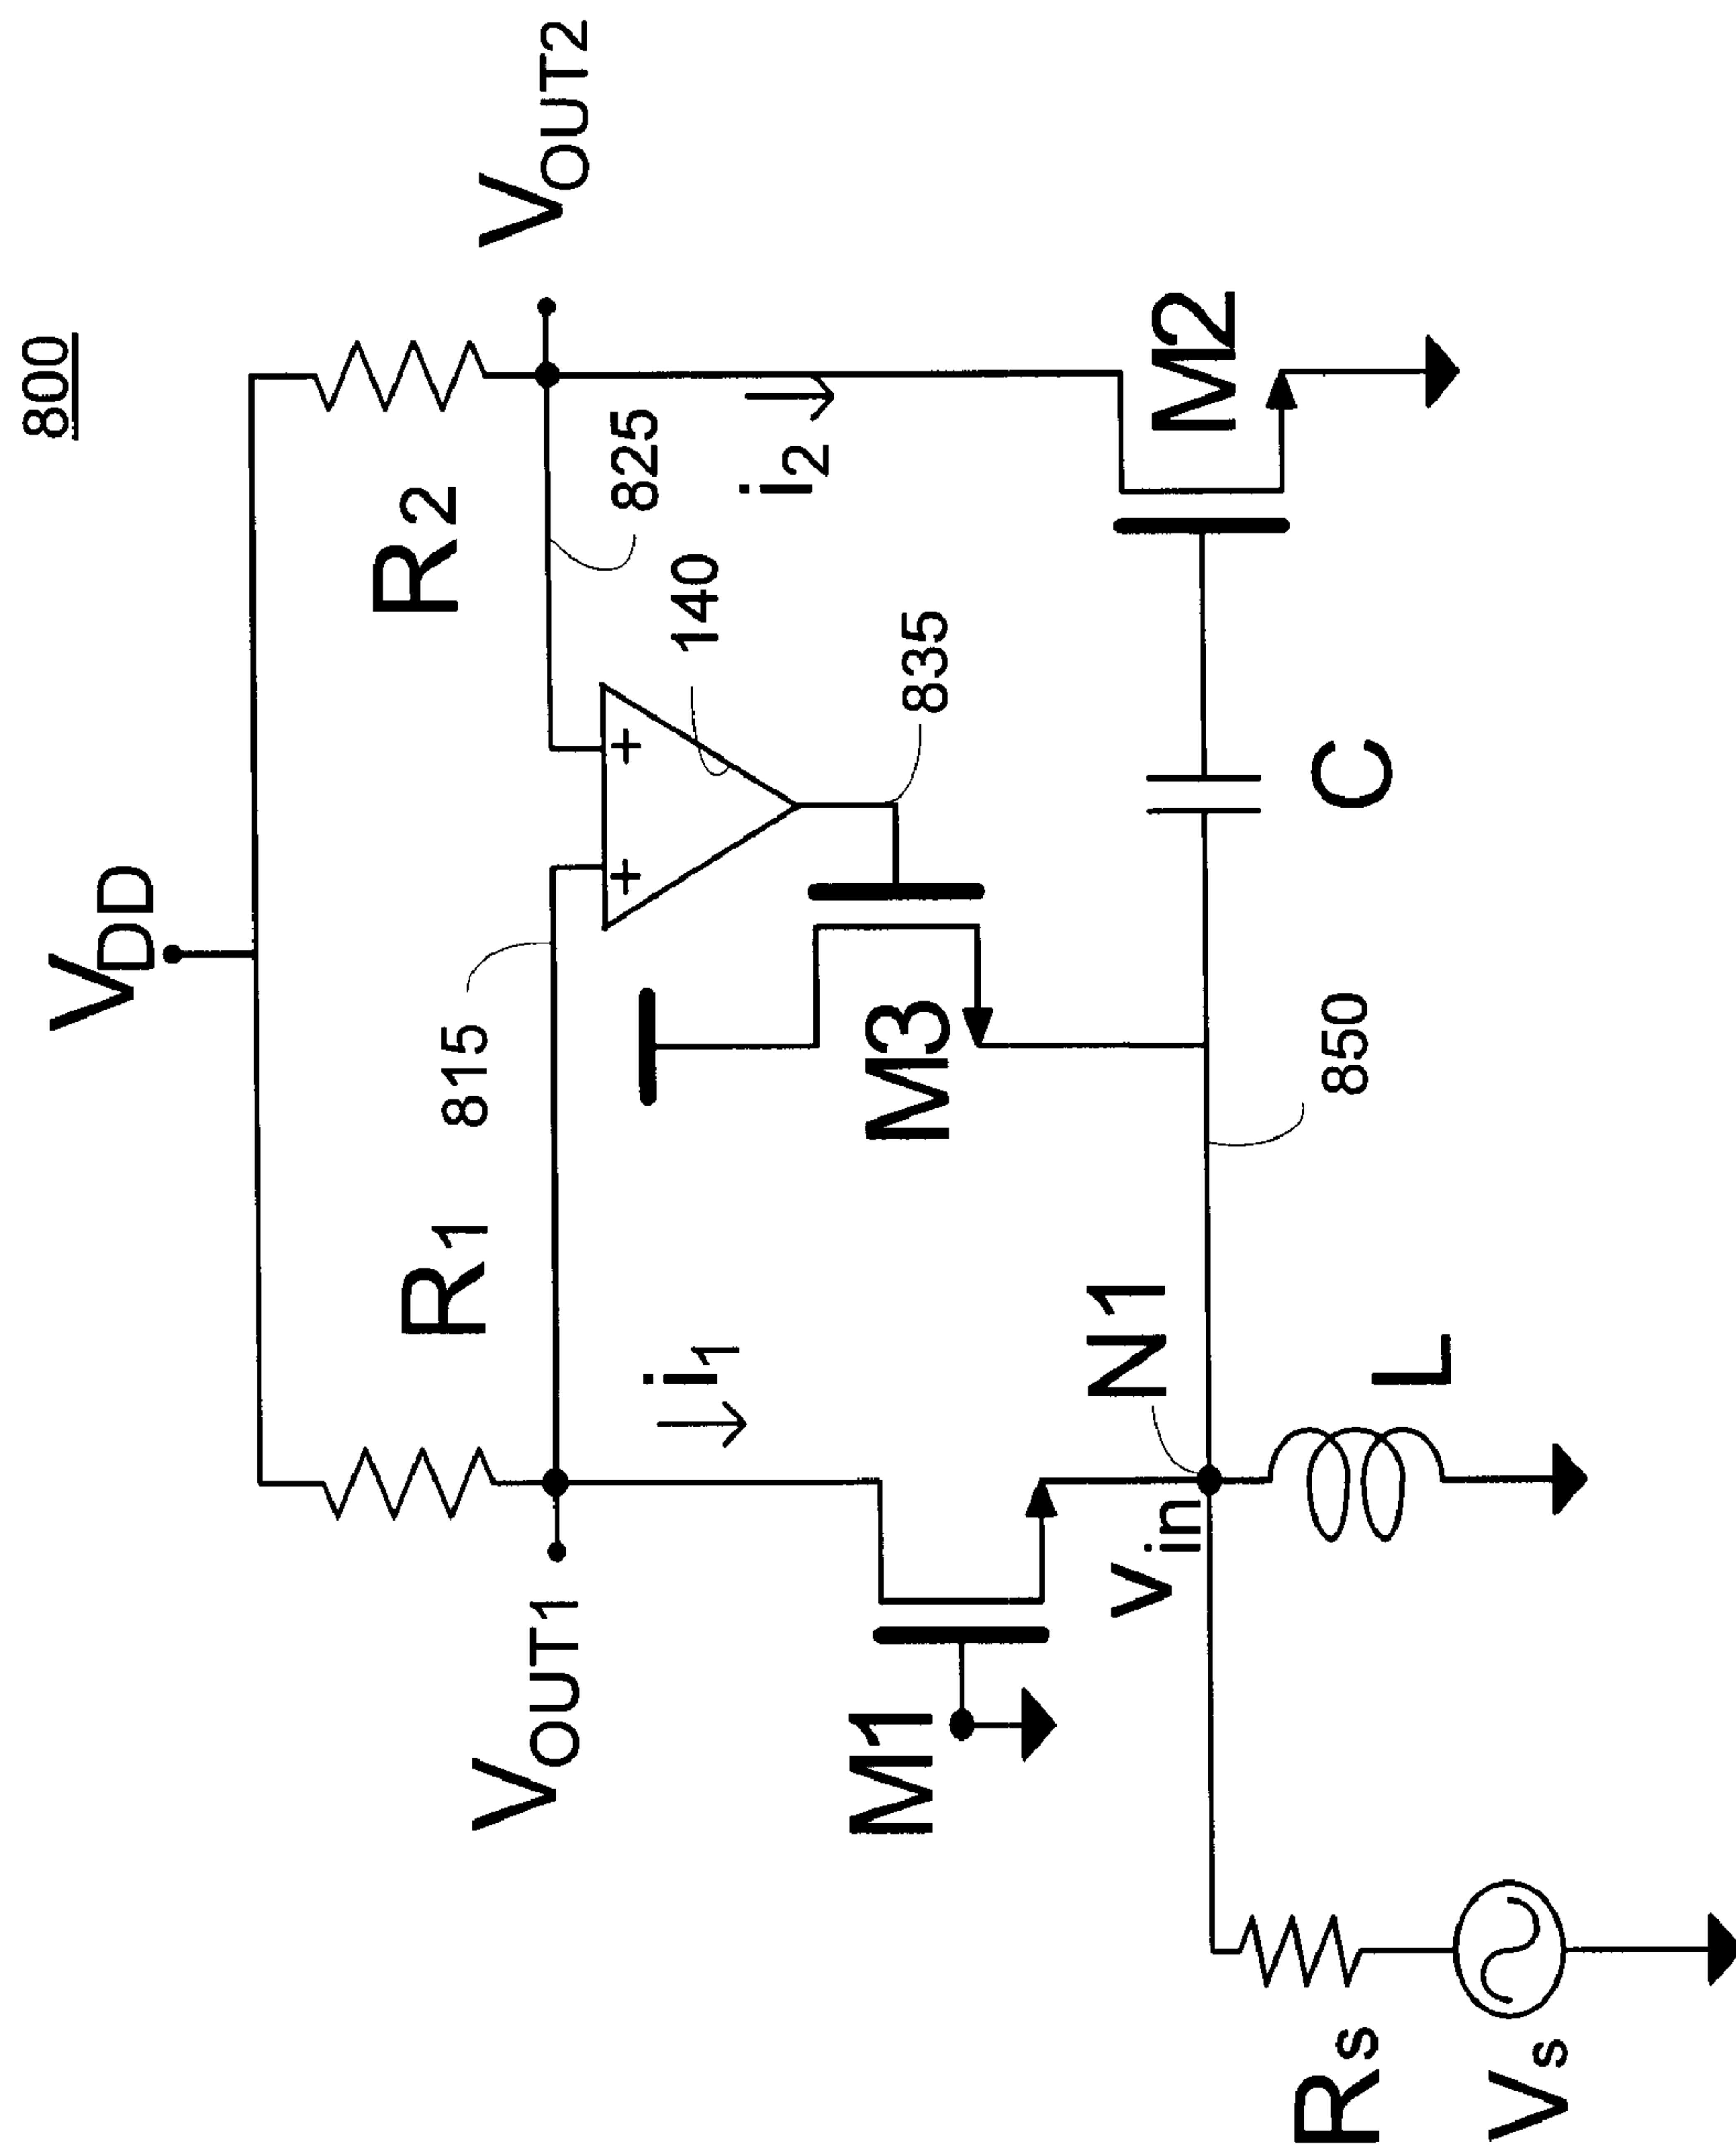 800
VDD
R1
R2
815
825
VOUT1
VOUT2
i1
140
i2
835
M1
M3
M2
vin
N1
850
C
L
Rs
Vs
+
+